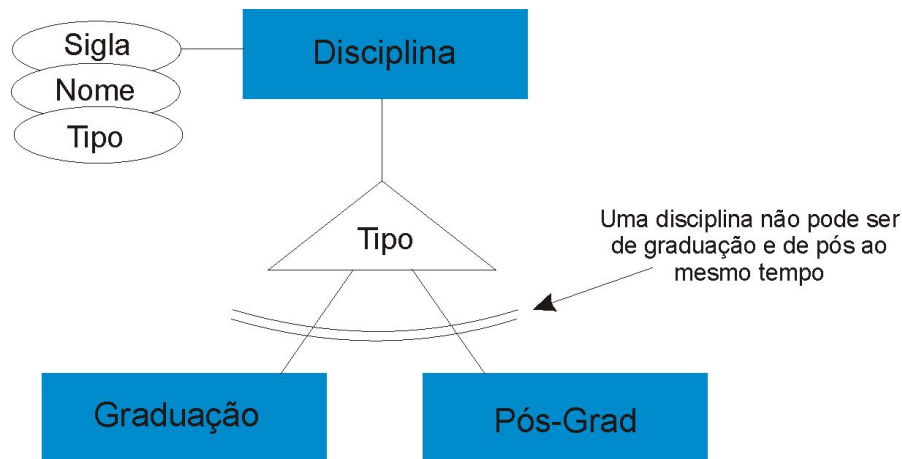 Sigla
Disciplina
Nome
Tipo
Tipo
Uma disciplina não pode ser
de graduação e de pós ao
mesmo tempo
Graduação
Pós-Grad